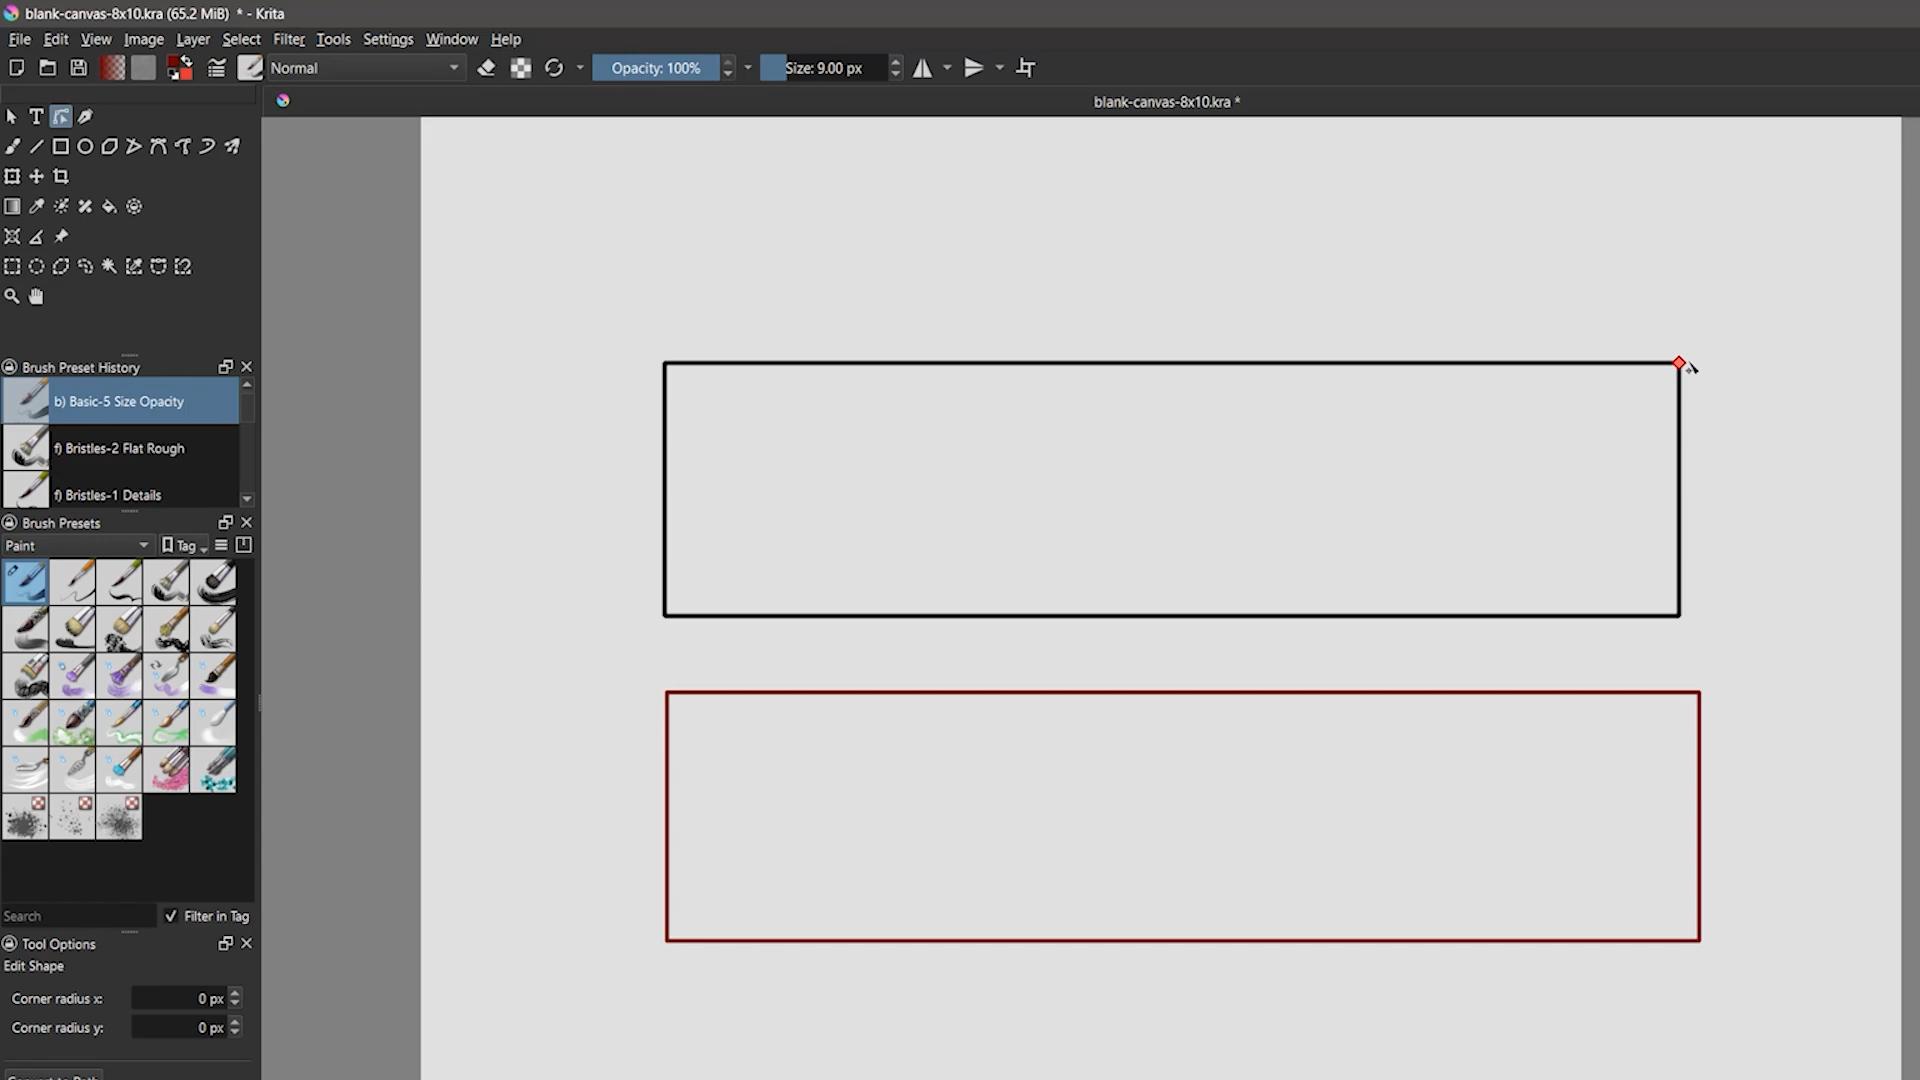 blank-canvas-8x10.kra (65.2 MiB) * - Krita
File Edit View Image Layer Select Filter Tools Settings Window Help
Normal Opacity: 100% Size: 9.00 px
blank-canvas-8x10.kra *
Brush Preset History
b) Basic-5 Size Opacity
f) Bristles-2 Flat Rough
f) Bristles-1 Details
Brush Presets
Paint Tag
Search Filter in Tag
Tool Options
Edit Shape
Corner radius x: 0 px
Corner radius y: 0 px